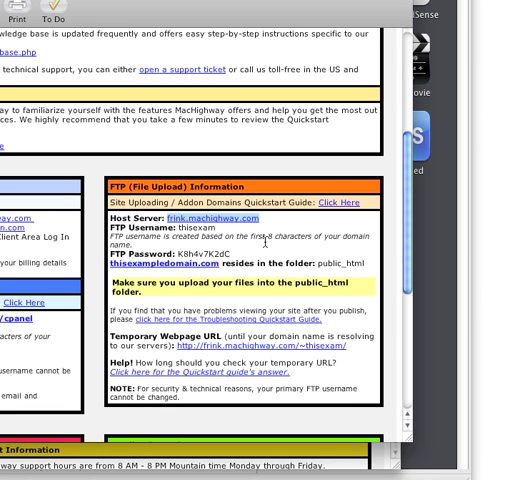 Print To Do
wledge base is updated frequently and offers easy step-by-step instructions specific to our
base.php
technical support, you can either open a support ticket or call us toll-free in the US and
ay to familiarize yourself with the features MacHighway offers and help you get the most out
ces. We highly recommend that you take a few minutes to review the Quickstart
e
iSense
ovie
ed
way.com
s/
Client Area Log In
your billing details
Click Here
/cpanel
racters of your
username cannot be
email and
FTP (File Upload) Information
Site Uploading / Addon Domains Quickstart Guide: Click Here
Host Server: frink.machighway.com
FTP Username: thisexam
FTP username is created based on the first 8 characters of your domain
name.
FTP Password: K8h4v7K2dC
thisexampledomain.com resides in the folder: public_html
Make sure you upload your files into the public_html
folder.
If you find that you have problems viewing your site after you publish,
please click here for the Troubleshooting Quickstart Guide.
Temporary Webpage URL (until your domain name is resolving
to our servers): http://frink.machighway.com/~thisexam/
Help! How long should you check your temporary URL?
Click here for the Quickstart guide's answer.
NOTE: For security & technical reasons, your primary FTP username
cannot be changed.
t Information
way support hours are from 8 AM - 8 PM Mountain time Monday through Friday.